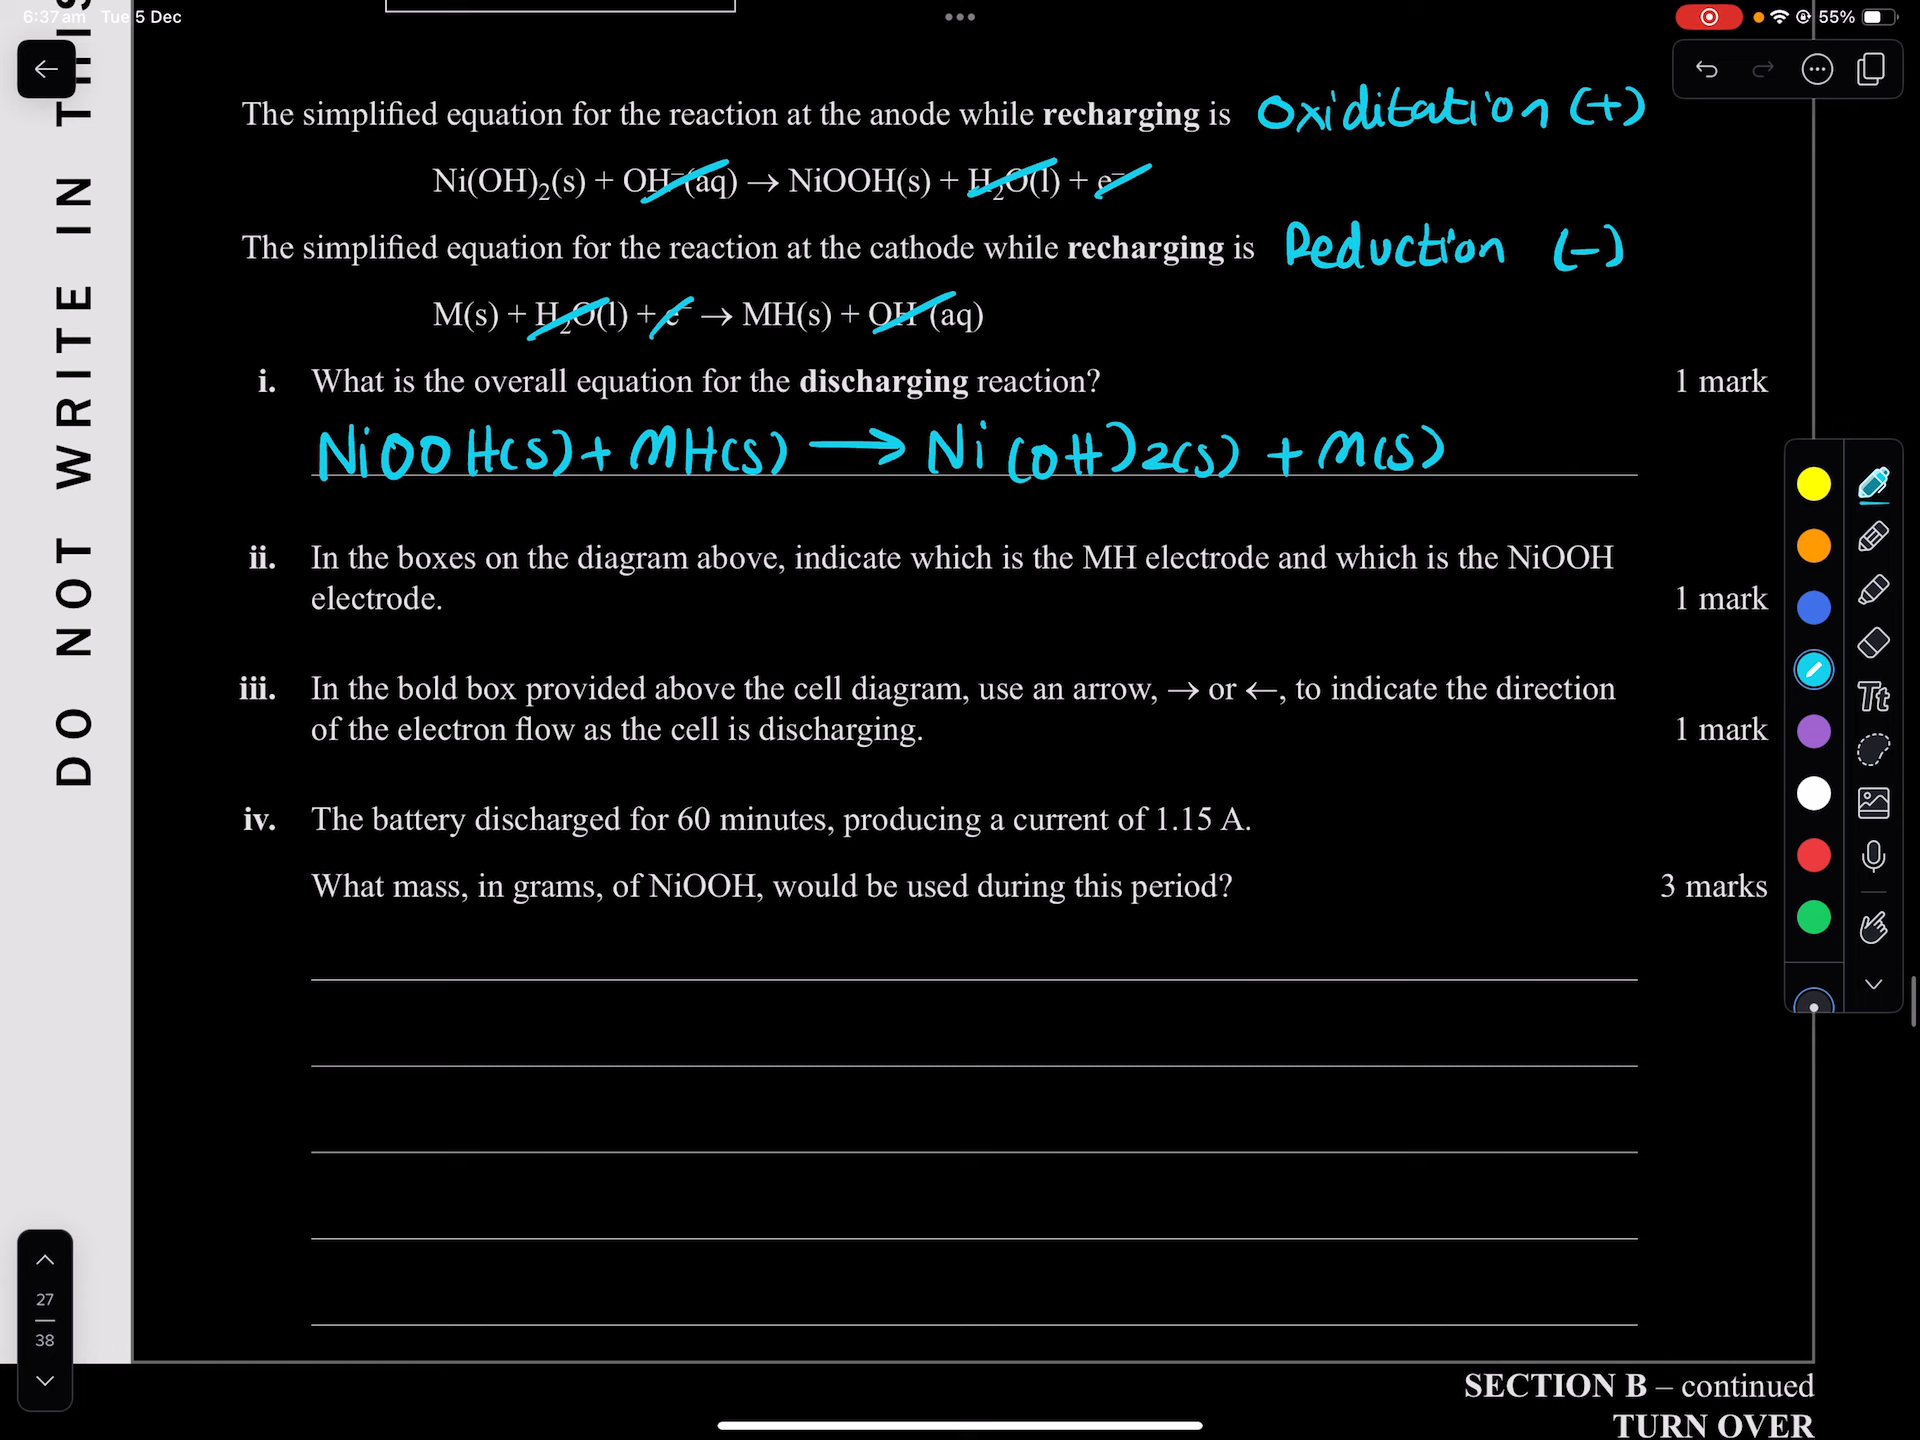 6:37am Tue 5 Dec
55%
DO NOT WRITE IN THIS
The simplified equation for the reaction at the anode while recharging is Oxiditation (+)
Ni(OH)₂(s) + OH⁻(aq) → NiOOH(s) + H₂O(l) + e⁻
The simplified equation for the reaction at the cathode while recharging is Reduction (-)
M(s) + H₂O(l) + e⁻ → MH(s) + OH⁻(aq)
i. What is the overall equation for the discharging reaction? 1 mark
NiOOH(s) + MH(s) → Ni(OH)2(s) + M(s)
ii. In the boxes on the diagram above, indicate which is the MH electrode and which is the NiOOH
electrode. 1 mark
iii. In the bold box provided above the cell diagram, use an arrow, → or ←, to indicate the direction
of the electron flow as the cell is discharging. 1 mark
iv. The battery discharged for 60 minutes, producing a current of 1.15 A.
What mass, in grams, of NiOOH, would be used during this period? 3 marks
Tt
27
38
SECTION B – continued
TURN OVER